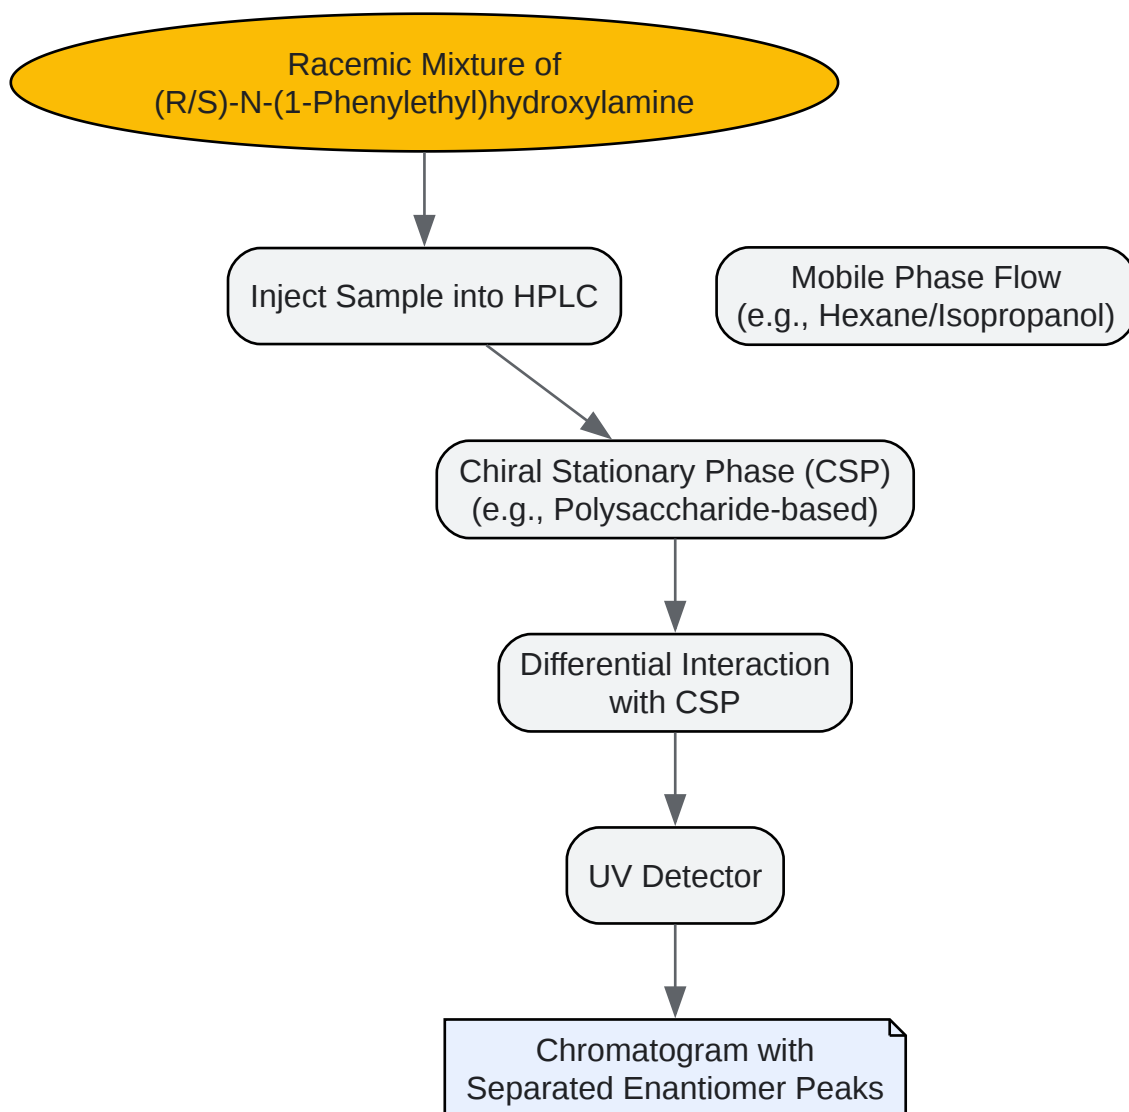 Racemic Mixture of
(R/S)-N-(1-Phenylethyl)hydroxylamine
Inject Sample into HPLC
Mobile Phase Flow
(e.g., Hexane/Isopropanol)
Chiral Stationary Phase (CSP)
(e.g., Polysaccharide-based)
Differential Interaction
with CSP
UV Detector
Chromatogram with
Separated Enantiomer Peaks